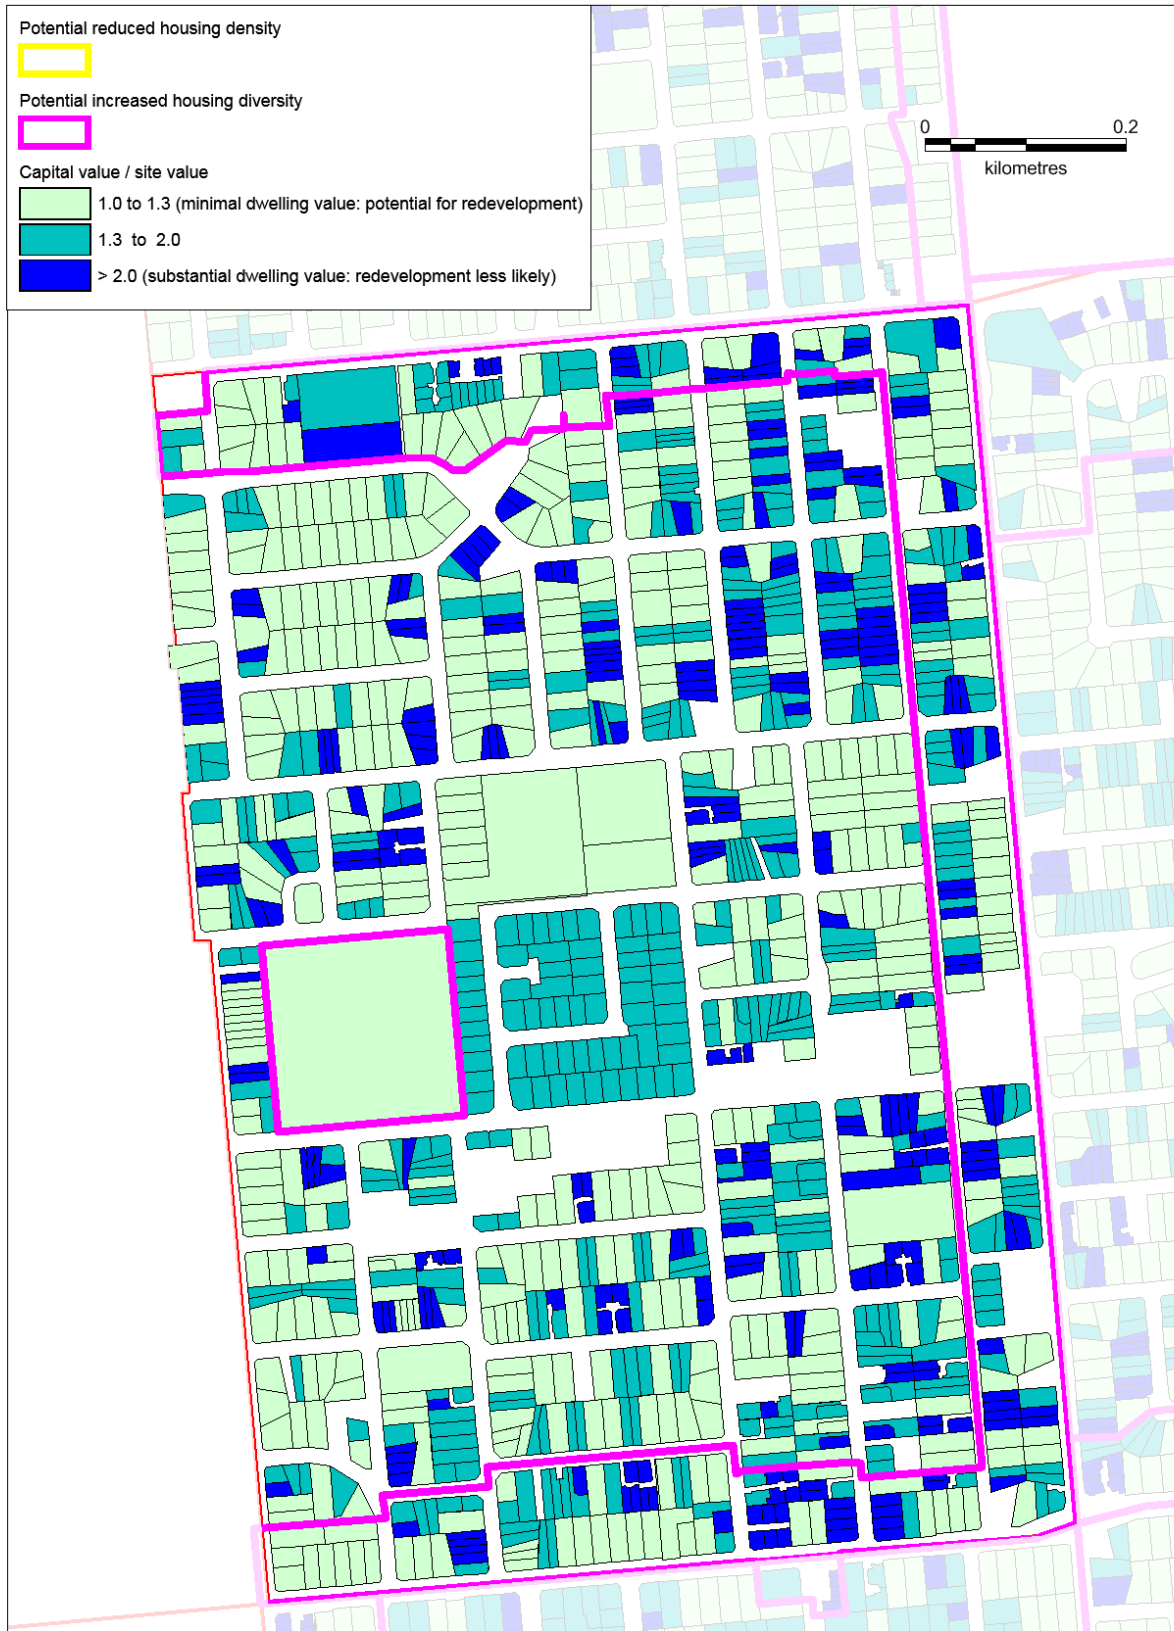 Potential reduced housing density
Potential increased housing diversity
Capital value / site value
1.0 to 1.3 (minimal dwelling value: potential for redevelopment)
1.3 to 2.0
> 2.0 (substantial dwelling value: redevelopment less likely)
0 0.2
kilometres